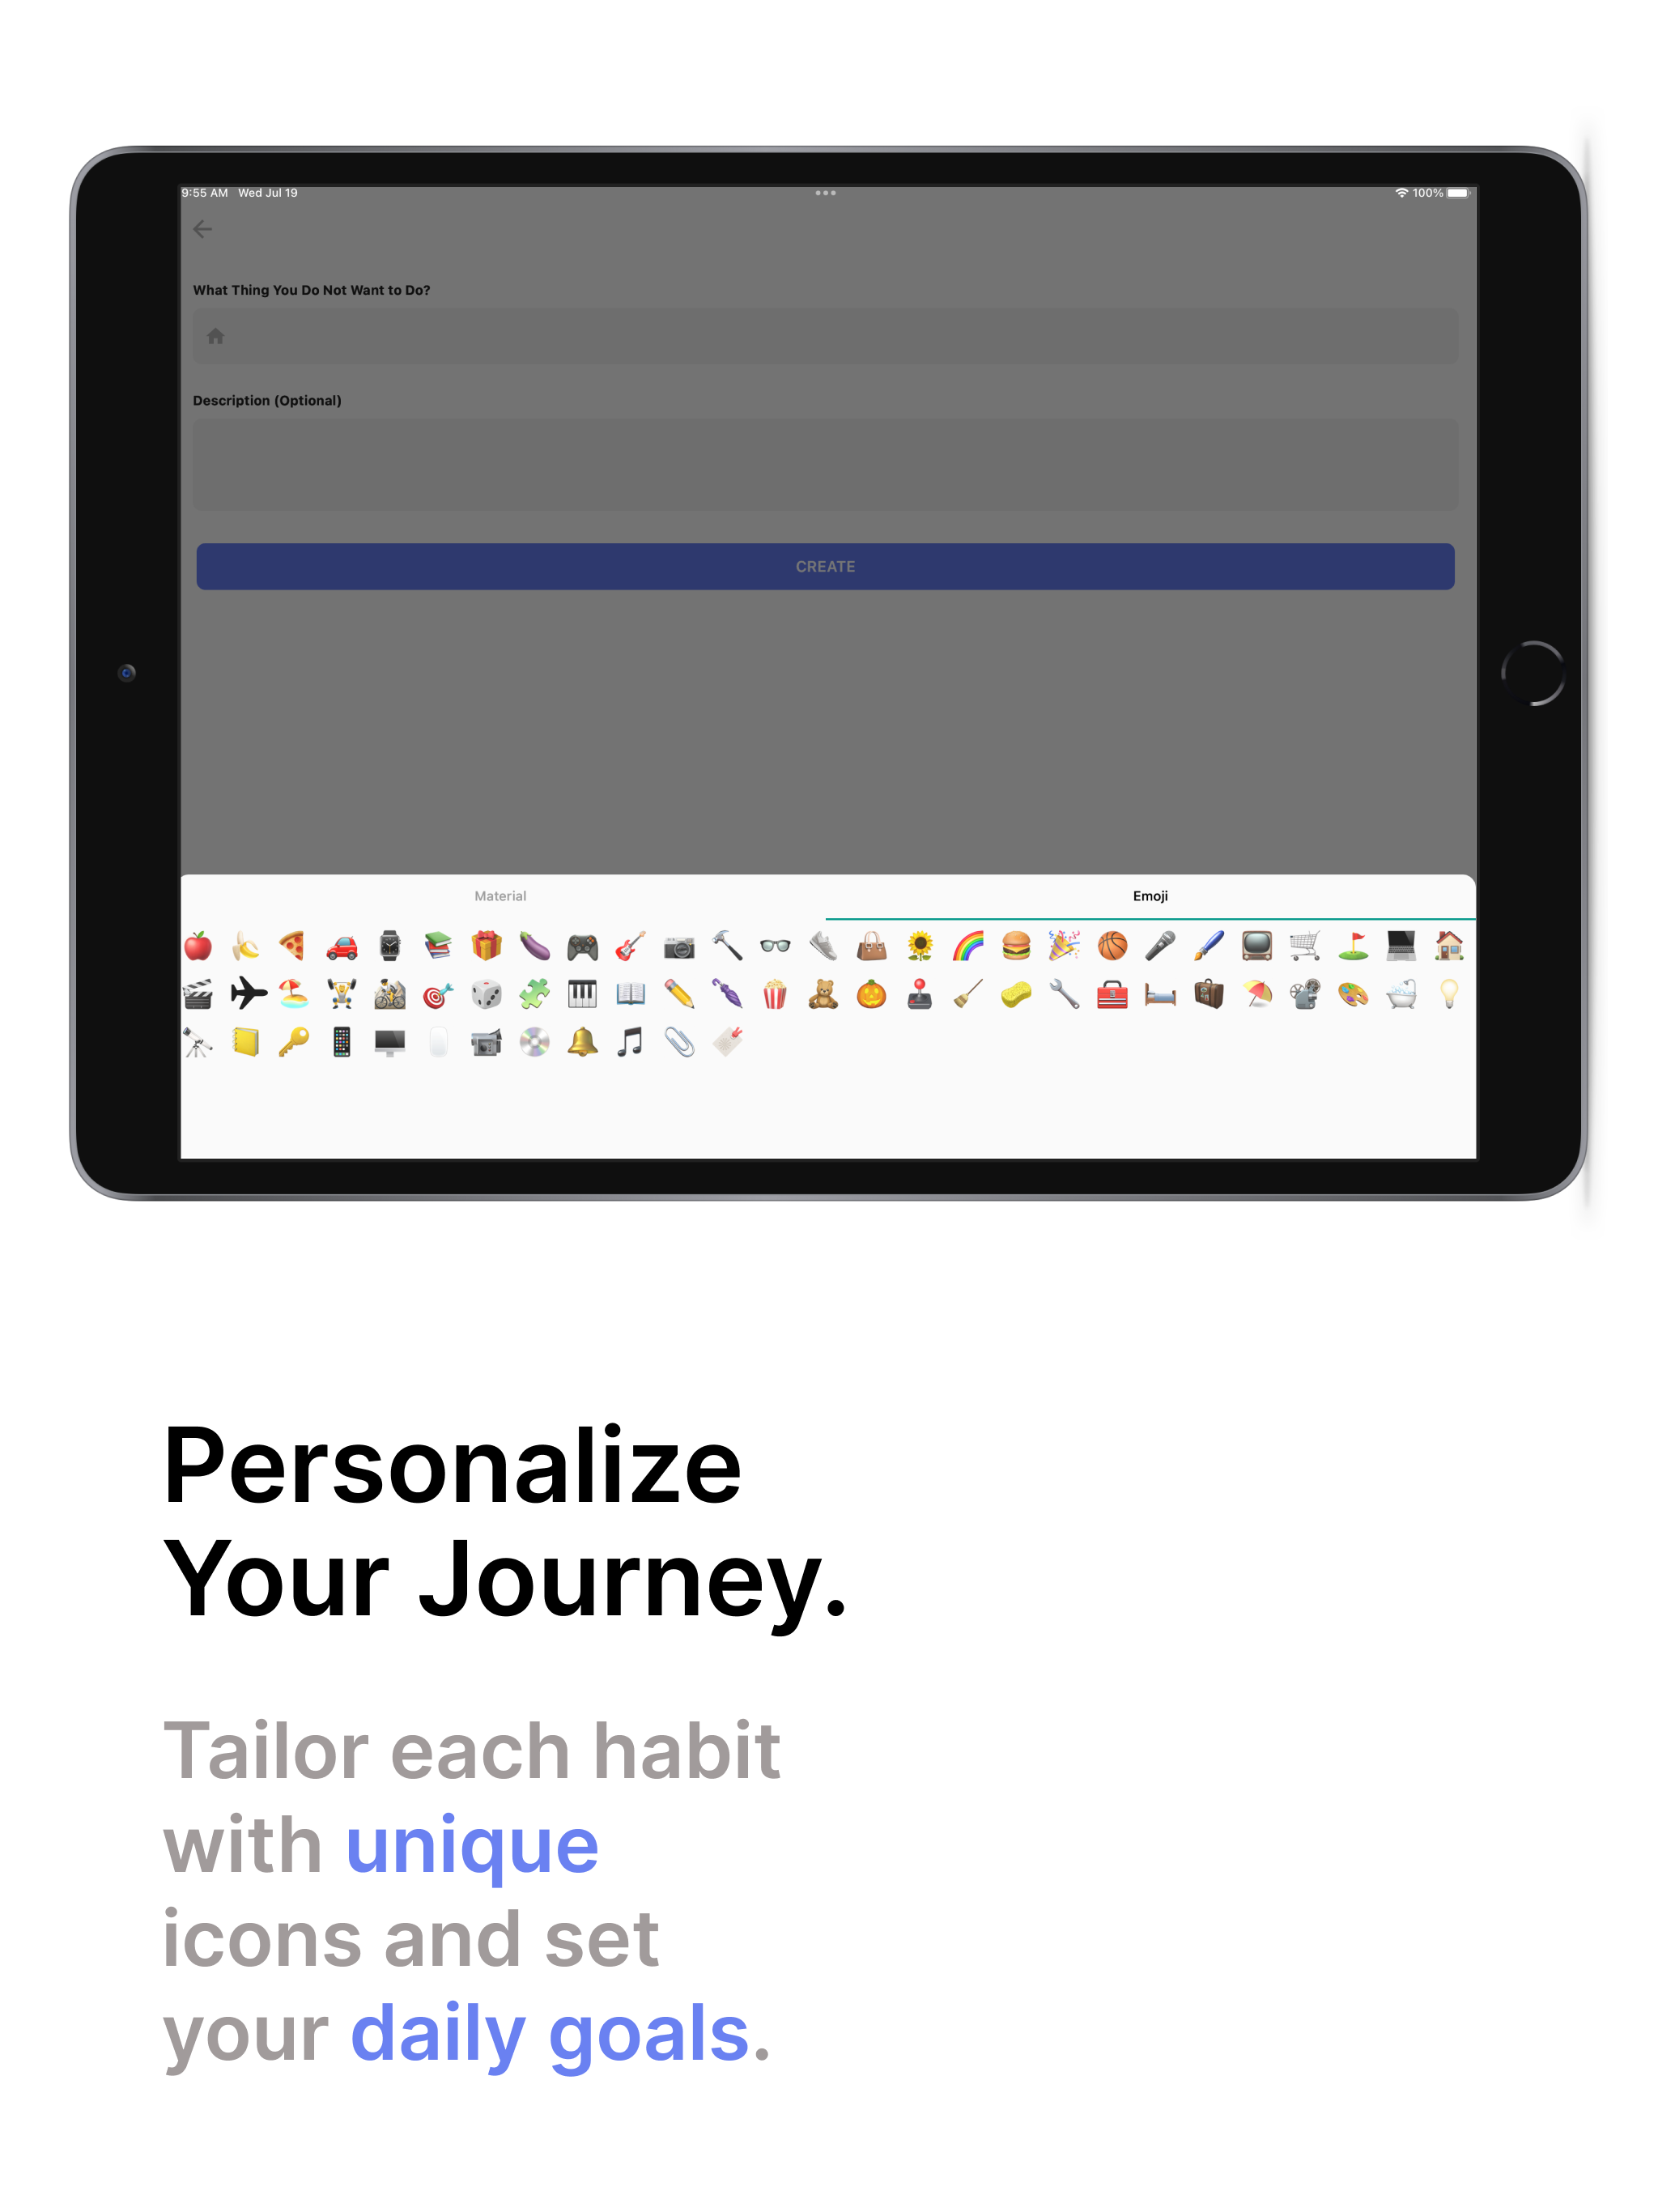 9:55 AM Wed Jul 19 100%
What Thing You Do Not Want to Do?
Description (Optional)
CREATE
Material Emoji
Personalize
Your Journey.
Tailor each habit
with unique
icons and set
your daily goals.